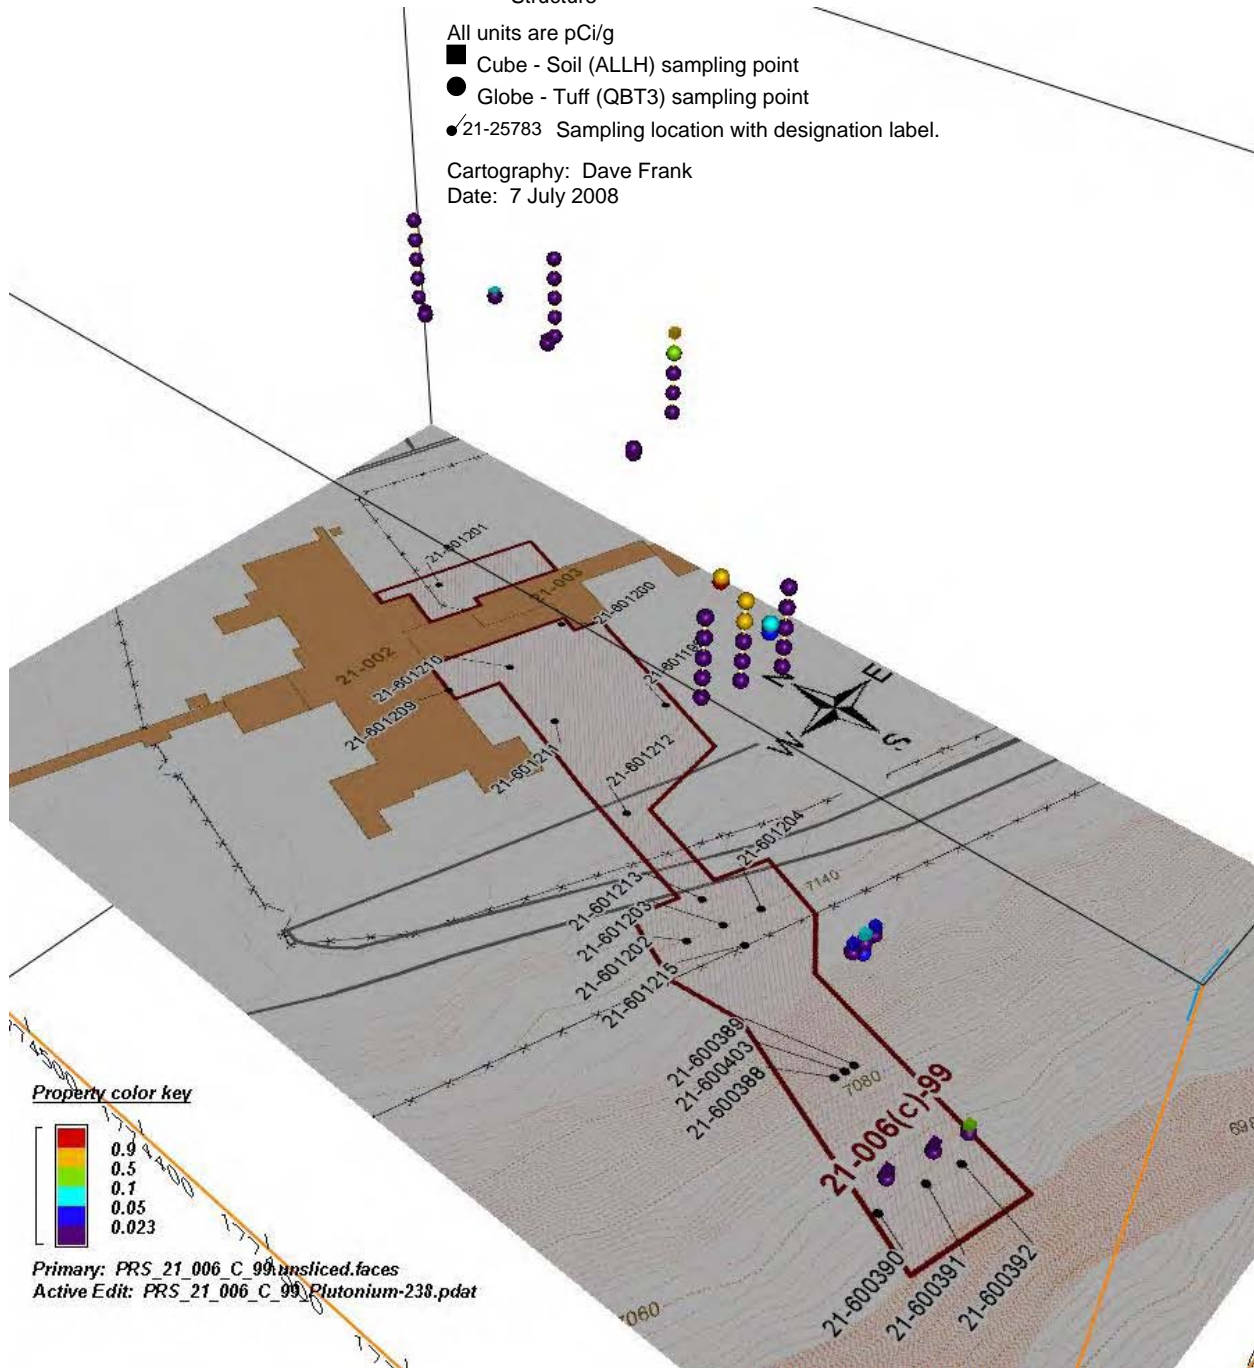 Structure
All units are pCi/g
Cube - Soil (ALLH) sampling point
Globe - Tuff (QBT3) sampling point
21-25783 Sampling location with designation label.
Cartography: Dave Frank
Date: 7 July 2008
21-601201
21-003
21-601200
21-002
21-601210
21-601209
21-601211
21-601212
N
E
W
S
21-601204
7140
21-601213
21-601203
21-601202
21-601215
21-600389
21-600403
21-600388
7080
21-006(c)-99
21-600390
21-600391
21-600392
7060
Property color key
0.9
0.5
0.1
0.05
0.023
Primary: PRS_21_006_C_99.unsliced.faces
Active Edit: PRS_21_006_C_99_Plutonium-238.pdat